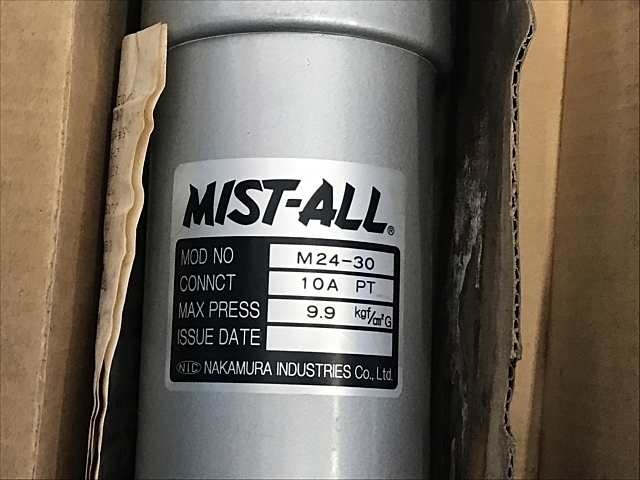 MIST-ALL®
MOD NO M24-30
CONNCT 10A PT
MAX PRESS 9.9 kgf/cm²G
ISSUE DATE
NIC NAKAMURA INDUSTRIES Co., Ltd.